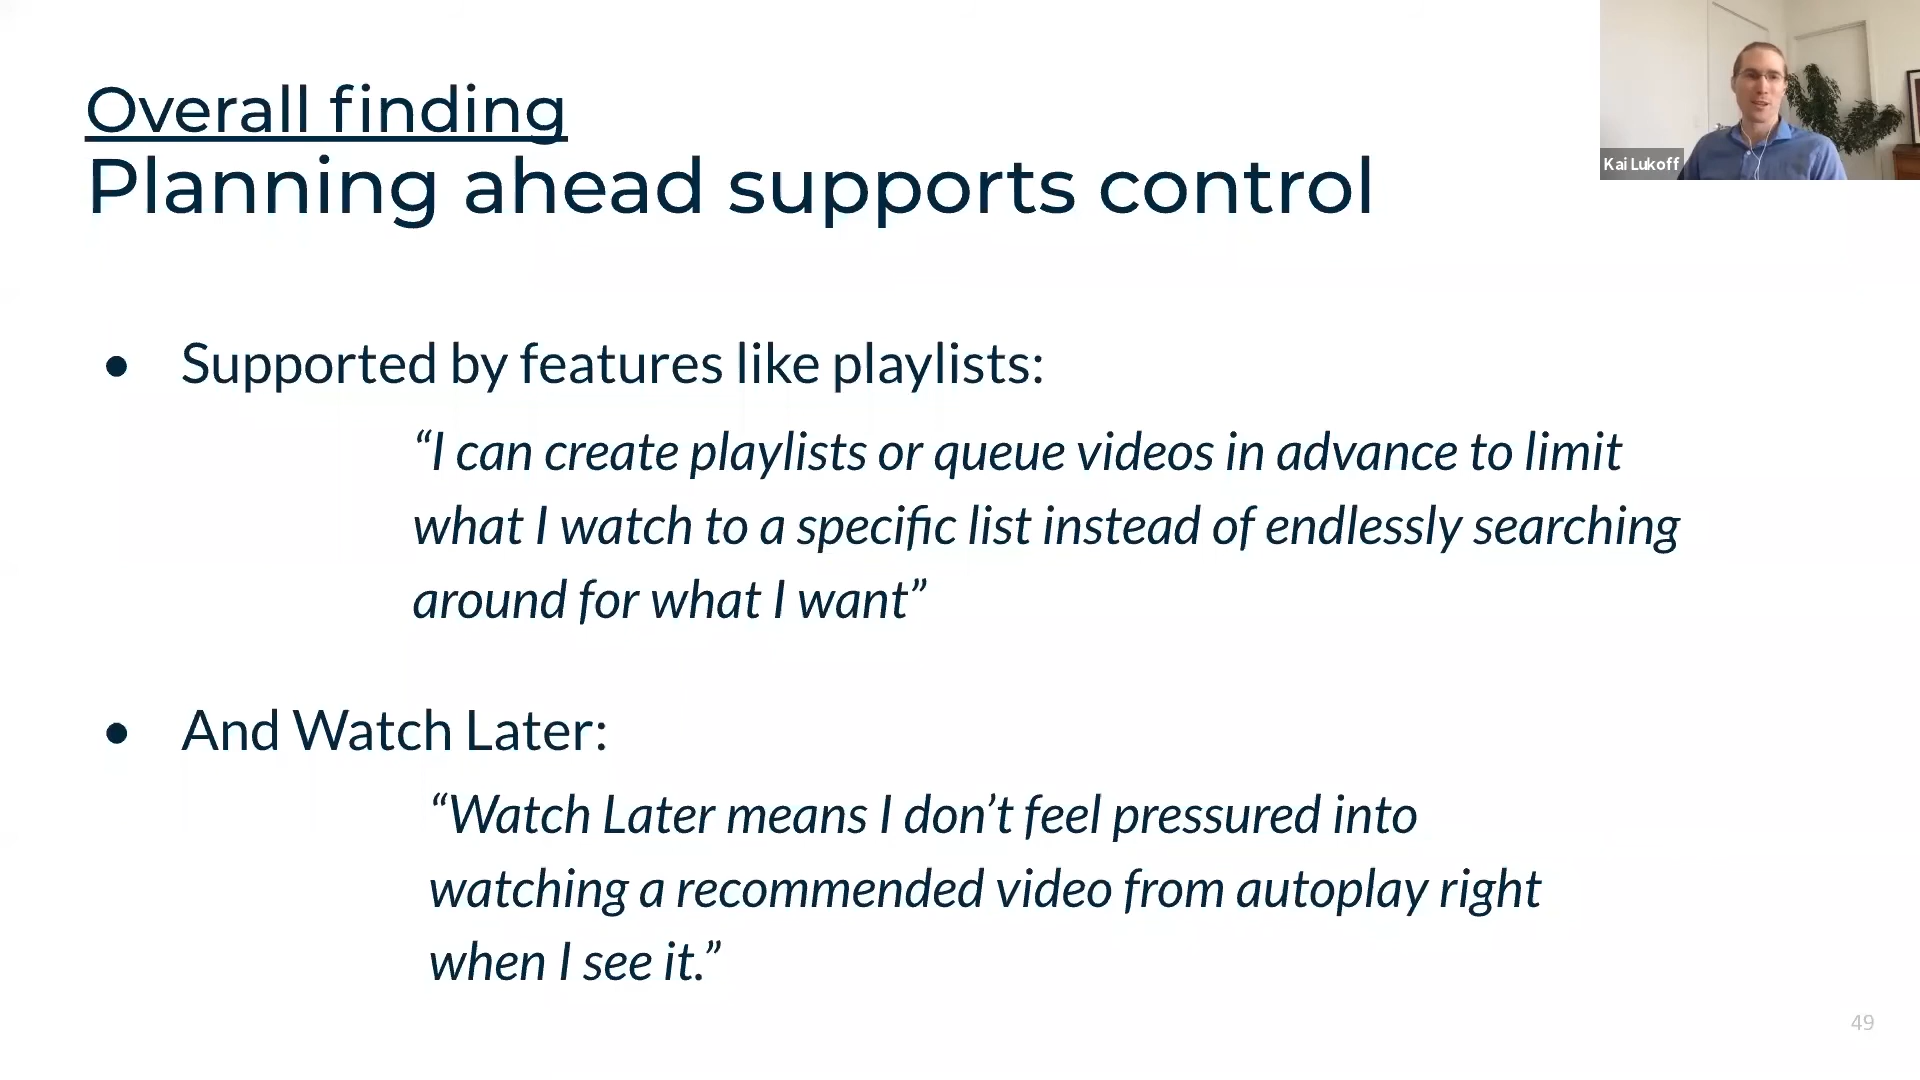 Overall finding
Planning ahead supports control
Kai Lukoff
● Supported by features like playlists:
“I can create playlists or queue videos in advance to limit
what I watch to a specific list instead of endlessly searching
around for what I want”
● And Watch Later:
“Watch Later means I don’t feel pressured into
watching a recommended video from autoplay right
when I see it.”
49